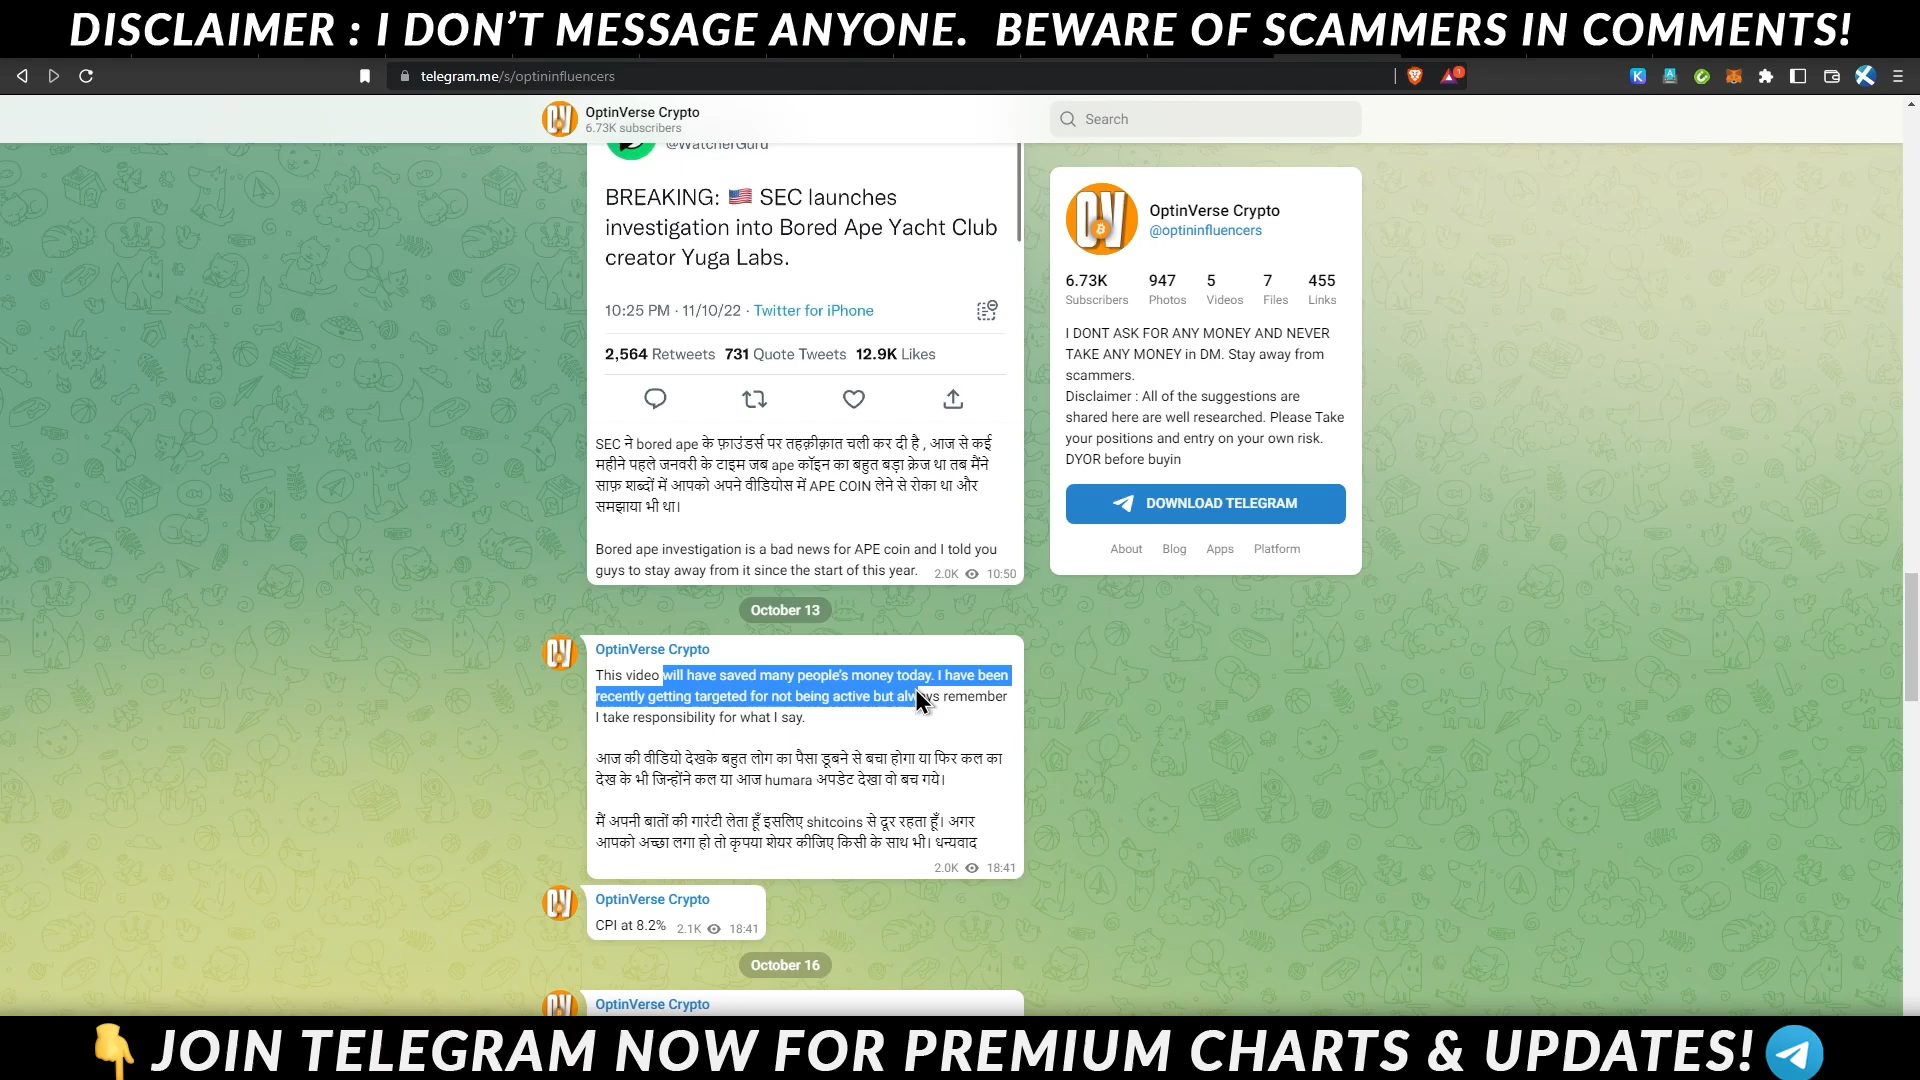 DISCLAIMER : I DON'T MESSAGE ANYONE. BEWARE OF SCAMMERS IN COMMENTS!
telegram.me/s/optininfluencers
1
OptinVerse Crypto
6.73K subscribers
Search
@WatcherGuru
BREAKING: 🇺🇸 SEC launches
investigation into Bored Ape Yacht Club
creator Yuga Labs.
10:25 PM · 11/10/22 · Twitter for iPhone
2,564 Retweets 731 Quote Tweets 12.9K Likes
SEC ने bored ape के फ़ाउंडर्स पर तहक़ीक़ात चली कर दी है , आज से कई
महीने पहले जनवरी के टाइम जब ape कॉइन का बहुत बड़ा क्रेज था तब मैंने
साफ़ शब्दों में आपको अपने वीडियोस में APE COIN लेने से रोका था और
समझाया भी था।
Bored ape investigation is a bad news for APE coin and I told you
guys to stay away from it since the start of this year. 2.0K 10:50
October 13
OptinVerse Crypto
This video will have saved many people's money today. I have been
recently getting targeted for not being active but always remember
I take responsibility for what I say.
आज की वीडियो देखके बहुत लोग का पैसा डूबने से बचा होगा या फिर कल का
देख के भी जिन्होंने कल या आज humara अपडेट देखा वो बच गये।
मैं अपनी बातों की गारंटी लेता हूँ इसलिए shitcoins से दूर रहता हूँ। अगर
आपको अच्छा लगा हो तो कृपया शेयर कीजिए किसी के साथ भी। धन्यवाद
2.0K 18:41
OptinVerse Crypto
CPI at 8.2% 2.1K 18:41
October 16
OptinVerse Crypto
OptinVerse Crypto
@optininfluencers
6.73K 947 5 7 455
Subscribers Photos Videos Files Links
I DONT ASK FOR ANY MONEY AND NEVER
TAKE ANY MONEY in DM. Stay away from
scammers.
Disclaimer : All of the suggestions are
shared here are well researched. Please Take
your positions and entry on your own risk.
DYOR before buyin
DOWNLOAD TELEGRAM
About Blog Apps Platform
👇 JOIN TELEGRAM NOW FOR PREMIUM CHARTS & UPDATES!